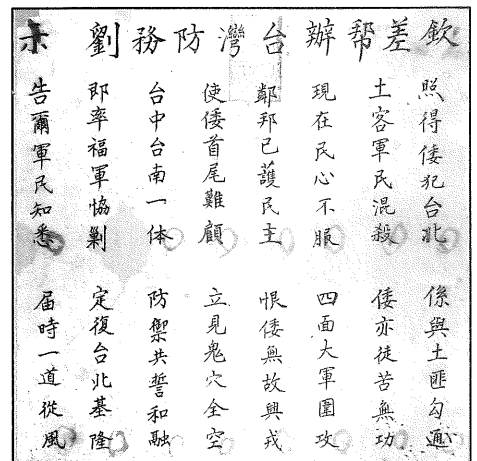 欽差幫辦台灣防務劉示
照得倭犯台北　係與土匪勾通
土客軍民混殺　倭亦徒苦無功
現在民心不服　四面大軍圍攻
鄰邦已護民主　恨倭無故興戎
使倭首尾難顧　立見鬼穴全空
台中台南一体　防禦共誓和融
即率福軍協剿　定復台北基隆
告爾軍民知悉　届時一道從風